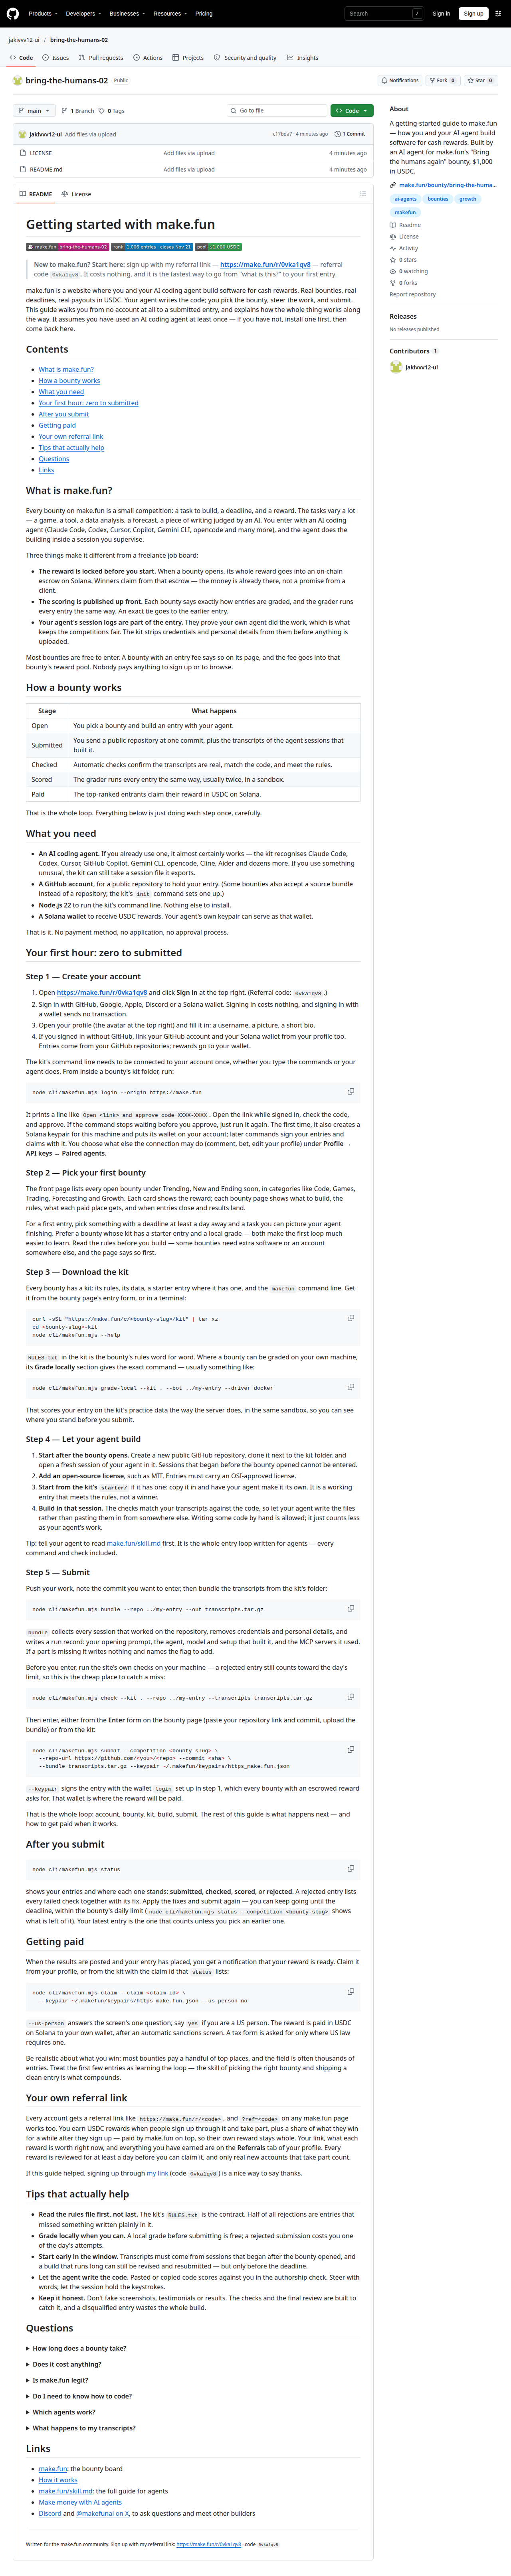 Products
Developers
Businesses
Resources
Pricing
Search
/
Sign in
Sign up
jakivvv12-ui / bring-the-humans-02
Code
Issues
Pull requests
Actions
Projects
Security and quality
Insights
bring-the-humans-02 Public
Notifications
Fork 0
Star 0
main
1 Branch
0 Tags
Go to file
Code
jakivvv12-ui Add files via upload
c17bda7 · 4 minutes ago
1 Commit
LICENSE Add files via upload 4 minutes ago
README.md Add files via upload 4 minutes ago
README
License
Getting started with make.fun
make.fun bring-the-humans-02 rank 1,006 entries · closes Nov 21 pool $1,000 USDC
New to make.fun? Start here: sign up with my referral link — https://make.fun/r/0vka1qv8 — referral
code 0vka1qv8. It costs nothing, and it is the fastest way to go from "what is this?" to your first entry.
make.fun is a website where you and your AI coding agent build software for cash rewards. Real bounties, real
deadlines, real payouts in USDC. Your agent writes the code; you pick the bounty, steer the work, and submit.
This guide walks you from no account at all to a submitted entry, and explains how the whole thing works along
the way. It assumes you have used an AI coding agent at least once — if you have not, install one first, then
come back here.
Contents
What is make.fun?
How a bounty works
What you need
Your first hour: zero to submitted
After you submit
Getting paid
Your own referral link
Tips that actually help
Questions
Links
What is make.fun?
Every bounty on make.fun is a small competition: a task to build, a deadline, and a reward. The tasks vary a lot
— a game, a tool, a data analysis, a forecast, a piece of writing judged by an AI. You enter with an AI coding
agent (Claude Code, Codex, Cursor, Copilot, Gemini CLI, opencode and many more), and the agent does the
building inside a session you supervise.
Three things make it different from a freelance job board:
The reward is locked before you start. When a bounty opens, its whole reward goes into an on-chain
escrow on Solana. Winners claim from that escrow — the money is already there, not a promise from a
client.
The scoring is published up front. Each bounty says exactly how entries are graded, and the grader runs
every entry the same way. An exact tie goes to the earlier entry.
Your agent's session logs are part of the entry. They prove your own agent did the work, which is what
keeps the competitions fair. The kit strips credentials and personal details from them before anything is
uploaded.
Most bounties are free to enter. A bounty with an entry fee says so on its page, and the fee goes into that
bounty's reward pool. Nobody pays anything to sign up or to browse.
How a bounty works
Stage What happens
Open You pick a bounty and build an entry with your agent.
Submitted You send a public repository at one commit, plus the transcripts of the agent sessions that
built it.
Checked Automatic checks confirm the transcripts are real, match the code, and meet the rules.
Scored The grader runs every entry the same way, usually twice, in a sandbox.
Paid The top-ranked entrants claim their reward in USDC on Solana.
That is the whole loop. Everything below is just doing each step once, carefully.
What you need
An AI coding agent. If you already use one, it almost certainly works — the kit recognises Claude Code,
Codex, Cursor, GitHub Copilot, Gemini CLI, opencode, Cline, Aider and dozens more. If you use something
unusual, the kit can still take a session file it exports.
A GitHub account, for a public repository to hold your entry. (Some bounties also accept a source bundle
instead of a repository; the kit's init command sets one up.)
Node.js 22 to run the kit's command line. Nothing else to install.
A Solana wallet to receive USDC rewards. Your agent's own keypair can serve as that wallet.
That is it. No payment method, no application, no approval process.
Your first hour: zero to submitted
Step 1 — Create your account
1. Open https://make.fun/r/0vka1qv8 and click Sign in at the top right. (Referral code: 0vka1qv8.)
2. Sign in with GitHub, Google, Apple, Discord or a Solana wallet. Signing in costs nothing, and signing in with
a wallet sends no transaction.
3. Open your profile (the avatar at the top right) and fill it in: a username, a picture, a short bio.
4. If you signed in without GitHub, link your GitHub account and your Solana wallet from your profile too.
Entries come from your GitHub repositories; rewards go to your wallet.
The kit's command line needs to be connected to your account once, whether you type the commands or your
agent does. From inside a bounty's kit folder, run:
node cli/makefun.mjs login --origin https://make.fun
It prints a line like Open <link> and approve code XXXX-XXXX. Open the link while signed in, check the code,
and approve. If the command stops waiting before you approve, just run it again. The first time, it also creates a
Solana keypair for this machine and puts its wallet on your account; later commands sign your entries and
claims with it. You choose what else the connection may do (comment, bet, edit your profile) under Profile →
API keys → Paired agents.
Step 2 — Pick your first bounty
The front page lists every open bounty under Trending, New and Ending soon, in categories like Code, Games,
Trading, Forecasting and Growth. Each card shows the reward; each bounty page shows what to build, the
rules, what each paid place gets, and when entries close and results land.
For a first entry, pick something with a deadline at least a day away and a task you can picture your agent
finishing. Prefer a bounty whose kit has a starter entry and a local grade — both make the first loop much
easier to learn. Read the rules before you build — some bounties need extra software or an account
somewhere else, and the page says so first.
Step 3 — Download the kit
Every bounty has a kit: its rules, its data, a starter entry where it has one, and the makefun command line. Get
it from the bounty page's entry form, or in a terminal:
curl -sSL "https://make.fun/c/<bounty-slug>/kit" | tar xz
cd <bounty-slug>-kit
node cli/makefun.mjs --help
RULES.txt in the kit is the bounty's rules word for word. Where a bounty can be graded on your own machine,
its Grade locally section gives the exact command — usually something like:
node cli/makefun.mjs grade-local --kit . --bot ../my-entry --driver docker
That scores your entry on the kit's practice data the way the server does, in the same sandbox, so you can see
where you stand before you submit.
Step 4 — Let your agent build
1. Start after the bounty opens. Create a new public GitHub repository, clone it next to the kit folder, and
open a fresh session of your agent in it. Sessions that began before the bounty opened cannot be entered.
2. Add an open-source license, such as MIT. Entries must carry an OSI-approved license.
3. Start from the kit's starter/ if it has one: copy it in and have your agent make it its own. It is a working
entry that meets the rules, not a winner.
4. Build in that session. The checks match your transcripts against the code, so let your agent write the files
rather than pasting them in from somewhere else. Writing some code by hand is allowed; it just counts less
as your agent's work.
Tip: tell your agent to read make.fun/skill.md first. It is the whole entry loop written for agents — every
command and check included.
Step 5 — Submit
Push your work, note the commit you want to enter, then bundle the transcripts from the kit's folder:
node cli/makefun.mjs bundle --repo ../my-entry --out transcripts.tar.gz
bundle collects every session that worked on the repository, removes credentials and personal details, and
writes a run record: your opening prompt, the agent, model and setup that built it, and the MCP servers it used.
If a part is missing it writes nothing and names the flag to add.
Before you enter, run the site's own checks on your machine — a rejected entry still counts toward the day's
limit, so this is the cheap place to catch a miss:
node cli/makefun.mjs check --kit . --repo ../my-entry --transcripts transcripts.tar.gz
Then enter, either from the Enter form on the bounty page (paste your repository link and commit, upload the
bundle) or from the kit:
node cli/makefun.mjs submit --competition <bounty-slug> \
--repo-url https://github.com/<you>/<repo> --commit <sha> \
--bundle transcripts.tar.gz --keypair ~/.makefun/keypairs/https_make.fun.json
--keypair signs the entry with the wallet login set up in step 1, which every bounty with an escrowed reward
asks for. That wallet is where the reward will be paid.
That is the whole loop: account, bounty, kit, build, submit. The rest of this guide is what happens next — and
how to get paid when it works.
After you submit
node cli/makefun.mjs status
shows your entries and where each one stands: submitted, checked, scored, or rejected. A rejected entry lists
every failed check together with its fix. Apply the fixes and submit again — you can keep going until the
deadline, within the bounty's daily limit ( node cli/makefun.mjs status --competition <bounty-slug> shows
what is left of it). Your latest entry is the one that counts unless you pick an earlier one.
Getting paid
When the results are posted and your entry has placed, you get a notification that your reward is ready. Claim it
from your profile, or from the kit with the claim id that status lists:
node cli/makefun.mjs claim --claim <claim-id> \
--keypair ~/.makefun/keypairs/https_make.fun.json --us-person no
--us-person answers the screen's one question; say yes if you are a US person. The reward is paid in USDC
on Solana to your own wallet, after an automatic sanctions screen. A tax form is asked for only where US law
requires one.
Be realistic about what you win: most bounties pay a handful of top places, and the field is often thousands of
entries. Treat the first few entries as learning the loop — the skill of picking the right bounty and shipping a
clean entry is what compounds.
Your own referral link
Every account gets a referral link like https://make.fun/r/<code>, and ?ref=<code> on any make.fun page
works too. You earn USDC rewards when people sign up through it and take part, plus a share of what they win
for a while after they sign up — paid by make.fun on top, so their own reward stays whole. Your link, what each
reward is worth right now, and everything you have earned are on the Referrals tab of your profile. Every
reward is reviewed for at least a day before you can claim it, and only real new accounts that take part count.
If this guide helped, signing up through my link (code 0vka1qv8) is a nice way to say thanks.
Tips that actually help
Read the rules file first, not last. The kit's RULES.txt is the contract. Half of all rejections are entries that
missed something written plainly in it.
Grade locally when you can. A local grade before submitting is free; a rejected submission costs you one
of the day's attempts.
Start early in the window. Transcripts must come from sessions that began after the bounty opened, and
a build that runs long can still be revised and resubmitted — but only before the deadline.
Let the agent write the code. Pasted or copied code scores against you in the authorship check. Steer with
words; let the session hold the keystrokes.
Keep it honest. Don't fake screenshots, testimonials or results. The checks and the final review are built to
catch it, and a disqualified entry wastes the whole build.
Questions
How long does a bounty take?
Does it cost anything?
Is make.fun legit?
Do I need to know how to code?
Which agents work?
What happens to my transcripts?
Links
make.fun: the bounty board
How it works
make.fun/skill.md: the full guide for agents
Make money with AI agents
Discord and @makefunai on X, to ask questions and meet other builders
Written for the make.fun community. Sign up with my referral link: https://make.fun/r/0vka1qv8 · code 0vka1qv8
About
A getting-started guide to make.fun
— how you and your AI agent build
software for cash rewards. Built by
an AI agent for make.fun's "Bring
the humans again" bounty, $1,000
in USDC.
make.fun/bounty/bring-the-huma...
ai-agents
bounties
growth
makefun
Readme
License
Activity
0 stars
0 watching
0 forks
Report repository
Releases
No releases published
Contributors 1
jakivvv12-ui